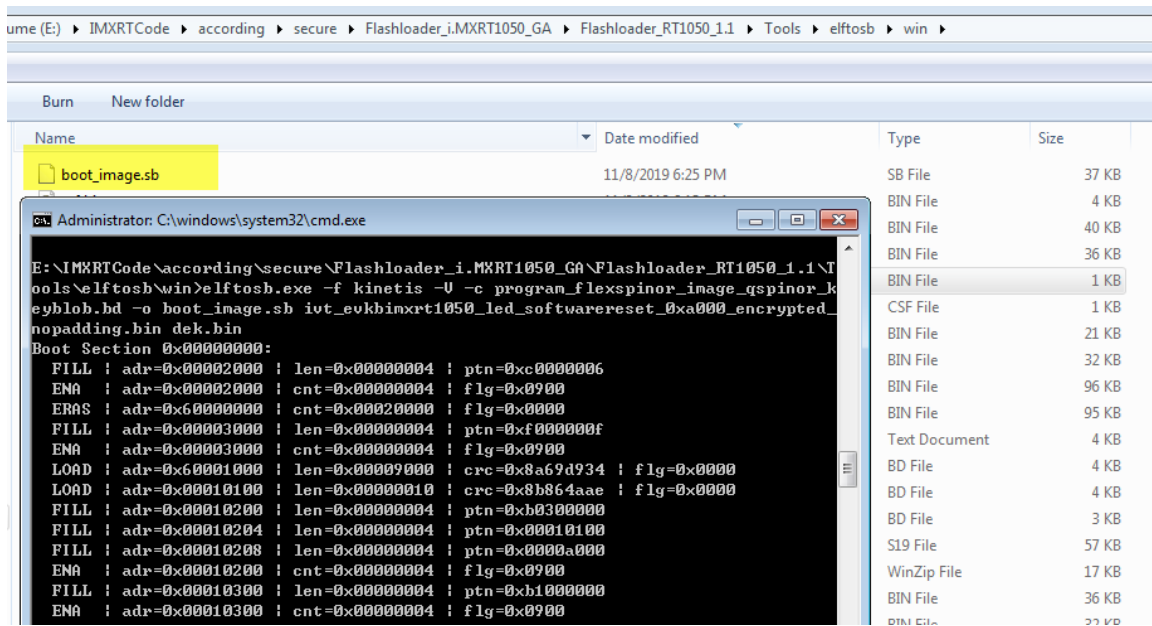 ume (E:) ▸ IMXRTCode ▸ according ▸ secure ▸ Flashloader_i.MXRT1050_GA ▸ Flashloader_RT1050_1.1 ▸ Tools ▸ elftosb ▸ win ▸
Burn New folder
Name Date modified Type Size
boot_image.sb 11/8/2019 6:25 PM SB File 37 KB
BIN File 4 KB
Administrator: C:\windows\system32\cmd.exe
BIN File 40 KB
BIN File 36 KB
BIN File 1 KB
CSF File 1 KB
BIN File 21 KB
BIN File 32 KB
BIN File 96 KB
BIN File 95 KB
Text Document 4 KB
BD File 4 KB
BD File 4 KB
BD File 3 KB
S19 File 57 KB
WinZip File 17 KB
BIN File 36 KB
BIN File 32 KB
E:\IMXRTCode\according\secure\Flashloader_i.MXRT1050_GA\Flashloader_RT1050_1.1\T
ools\elftosb\win>elftosb.exe -f kinetis -V -c program_flexspinor_image_qspinor_k
eyblob.bd -o boot_image.sb ivt_evkbimxrt1050_led_softwarereset_0xa000_encrypted_
nopadding.bin dek.bin
Boot Section 0x00000000:
FILL | adr=0x00002000 | len=0x00000004 | ptn=0xc0000006
ENA | adr=0x00002000 | cnt=0x00000004 | flg=0x0900
ERAS | adr=0x60000000 | cnt=0x00020000 | flg=0x0000
FILL | adr=0x00003000 | len=0x00000004 | ptn=0xf000000f
ENA | adr=0x00003000 | cnt=0x00000004 | flg=0x0900
LOAD | adr=0x60001000 | len=0x00009000 | crc=0x8a69d934 | flg=0x0000
LOAD | adr=0x00010100 | len=0x00000010 | crc=0x8b864aae | flg=0x0000
FILL | adr=0x00010200 | len=0x00000004 | ptn=0xb0300000
FILL | adr=0x00010204 | len=0x00000004 | ptn=0x00010100
FILL | adr=0x00010208 | len=0x00000004 | ptn=0x0000a000
ENA | adr=0x00010200 | cnt=0x00000004 | flg=0x0900
FILL | adr=0x00010300 | len=0x00000004 | ptn=0xb1000000
ENA | adr=0x00010300 | cnt=0x00000004 | flg=0x0900